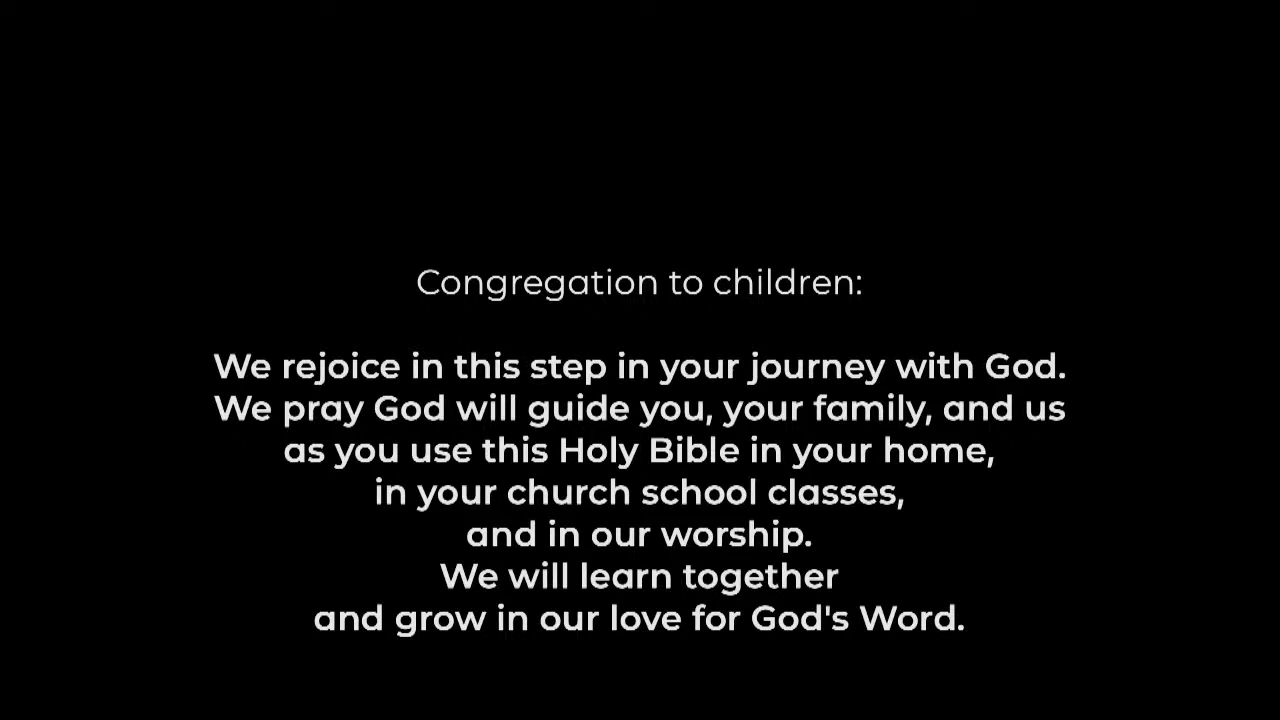 Congregation to children:
We rejoice in this step in your journey with God.
We pray God will guide you, your family, and us
as you use this Holy Bible in your home,
in your church school classes,
and in our worship.
We will learn together
and grow in our love for God's Word.